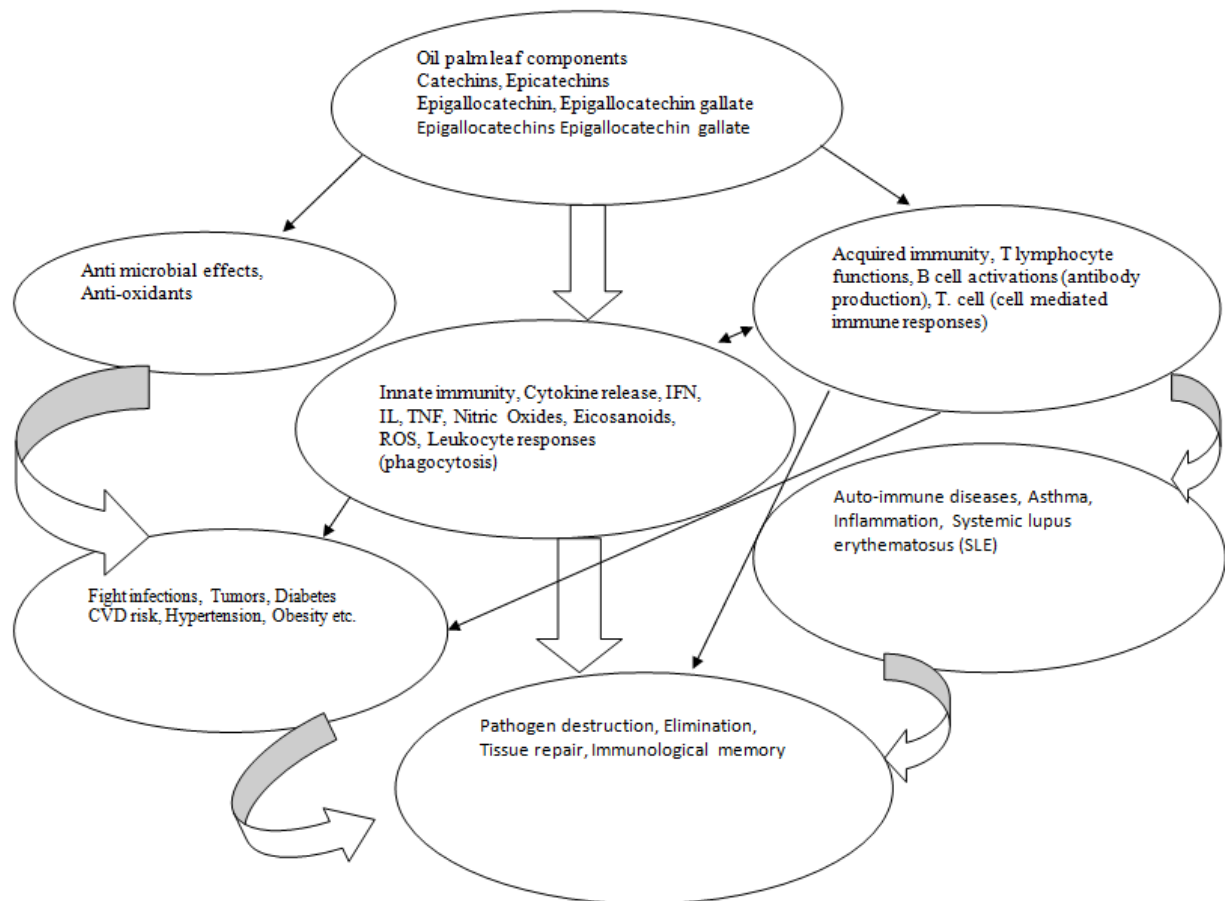 Oil palm leaf components
Catechins, Epicatechins
Epigallocatechin, Epigallocatechin gallate
Epigallocatechins Epigallocatechin gallate
Anti microbial effects,
Anti-oxidants
Acquired immunity, T lymphocyte
functions, B cell activations (antibody
production), T. cell (cell mediated
immune responses)
Innate immunity, Cytokine release, IFN,
IL, TNF, Nitric Oxides, Eicosanoids,
ROS, Leukocyte responses
(phagocytosis)
Auto-immune diseases, Asthma,
Inflammation, Systemic lupus
erythematosus (SLE)
Fight infections, Tumors, Diabetes
CVD risk, Hypertension, Obesity etc.
Pathogen destruction, Elimination,
Tissue repair, Immunological memory